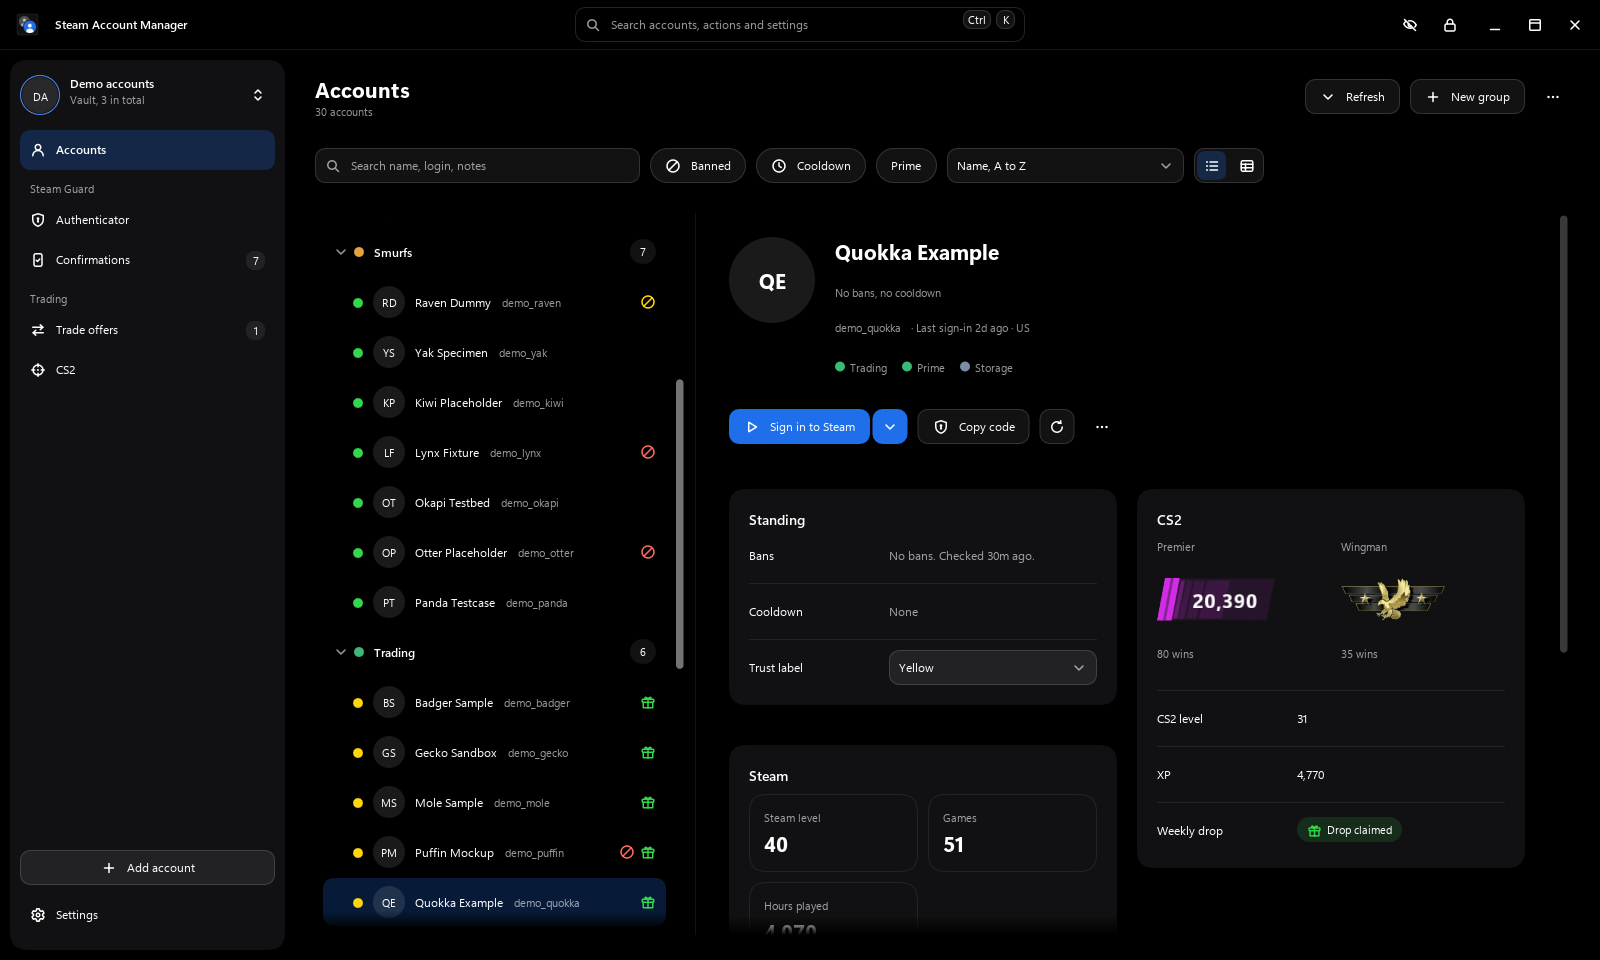 Steam Account Manager
Search accounts, actions and settings
Ctrl K
DA
Demo accounts
Vault, 3 in total
Accounts
Steam Guard
Authenticator
Confirmations 7
Trading
Trade offers 1
CS2
Add account
Settings
Accounts
30 accounts
Refresh
New group
Search name, login, notes
Banned
Cooldown
Prime
Name, A to Z
Smurfs 7
RD Raven Dummy demo_raven
YS Yak Specimen demo_yak
KP Kiwi Placeholder demo_kiwi
LF Lynx Fixture demo_lynx
OT Okapi Testbed demo_okapi
OP Otter Placeholder demo_otter
PT Panda Testcase demo_panda
Trading 6
BS Badger Sample demo_badger
GS Gecko Sandbox demo_gecko
MS Mole Sample demo_mole
PM Puffin Mockup demo_puffin
QE Quokka Example demo_quokka
QE
Quokka Example
No bans, no cooldown
demo_quokka · Last sign-in 2d ago · US
Trading Prime Storage
Sign in to Steam
Copy code
Standing
Bans No bans. Checked 30m ago.
Cooldown None
Trust label Yellow
Steam
Steam level
40
Games
51
Hours played
4,070
CS2
Premier Wingman
20,390
80 wins 35 wins
CS2 level 31
XP 4,770
Weekly drop Drop claimed